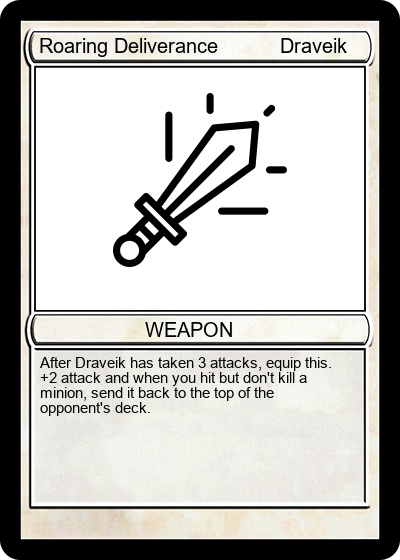 Roaring Deliverance Draveik
WEAPON
After Draveik has taken 3 attacks, equip this.
+2 attack and when you hit but don't kill a
minion, send it back to the top of the
opponent's deck.